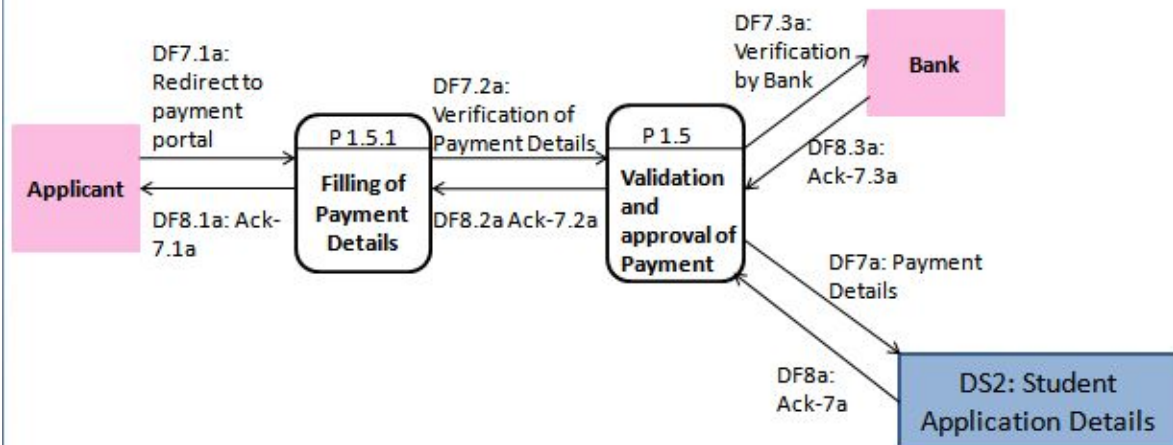 DF7.1a:
Redirect to
payment
portal
Applicant
DF8.1a: Ack-
7.1a
P 1.5.1
Filling of
Payment
Details
DF7.2a:
Verification of
Payment Details
DF8.2a Ack-7.2a
P 1.5
Validation
and
approval of
Payment
DF7.3a:
Verification
by Bank
Bank
DF8.3a:
Ack-7.3a
DF7a: Payment
Details
DF8a:
Ack-7a
DS2: Student
Application Details